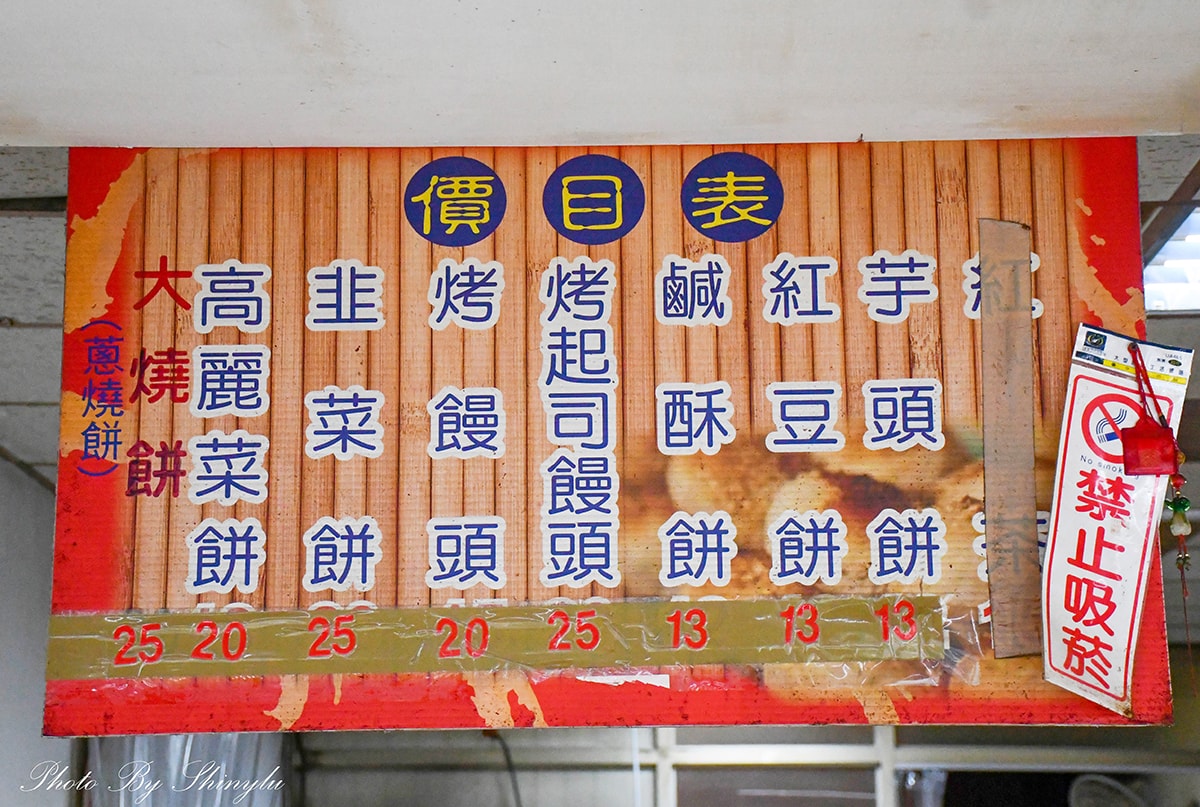 價目表
芋頭餅 13
紅豆餅 13
鹹酥餅 13
烤起司饅頭 25
烤饅頭 20
韭菜餅 25
高麗菜餅 20
大燒餅 25
(蔥燒餅)
No smok
禁止吸菸
Photo By Shinylu